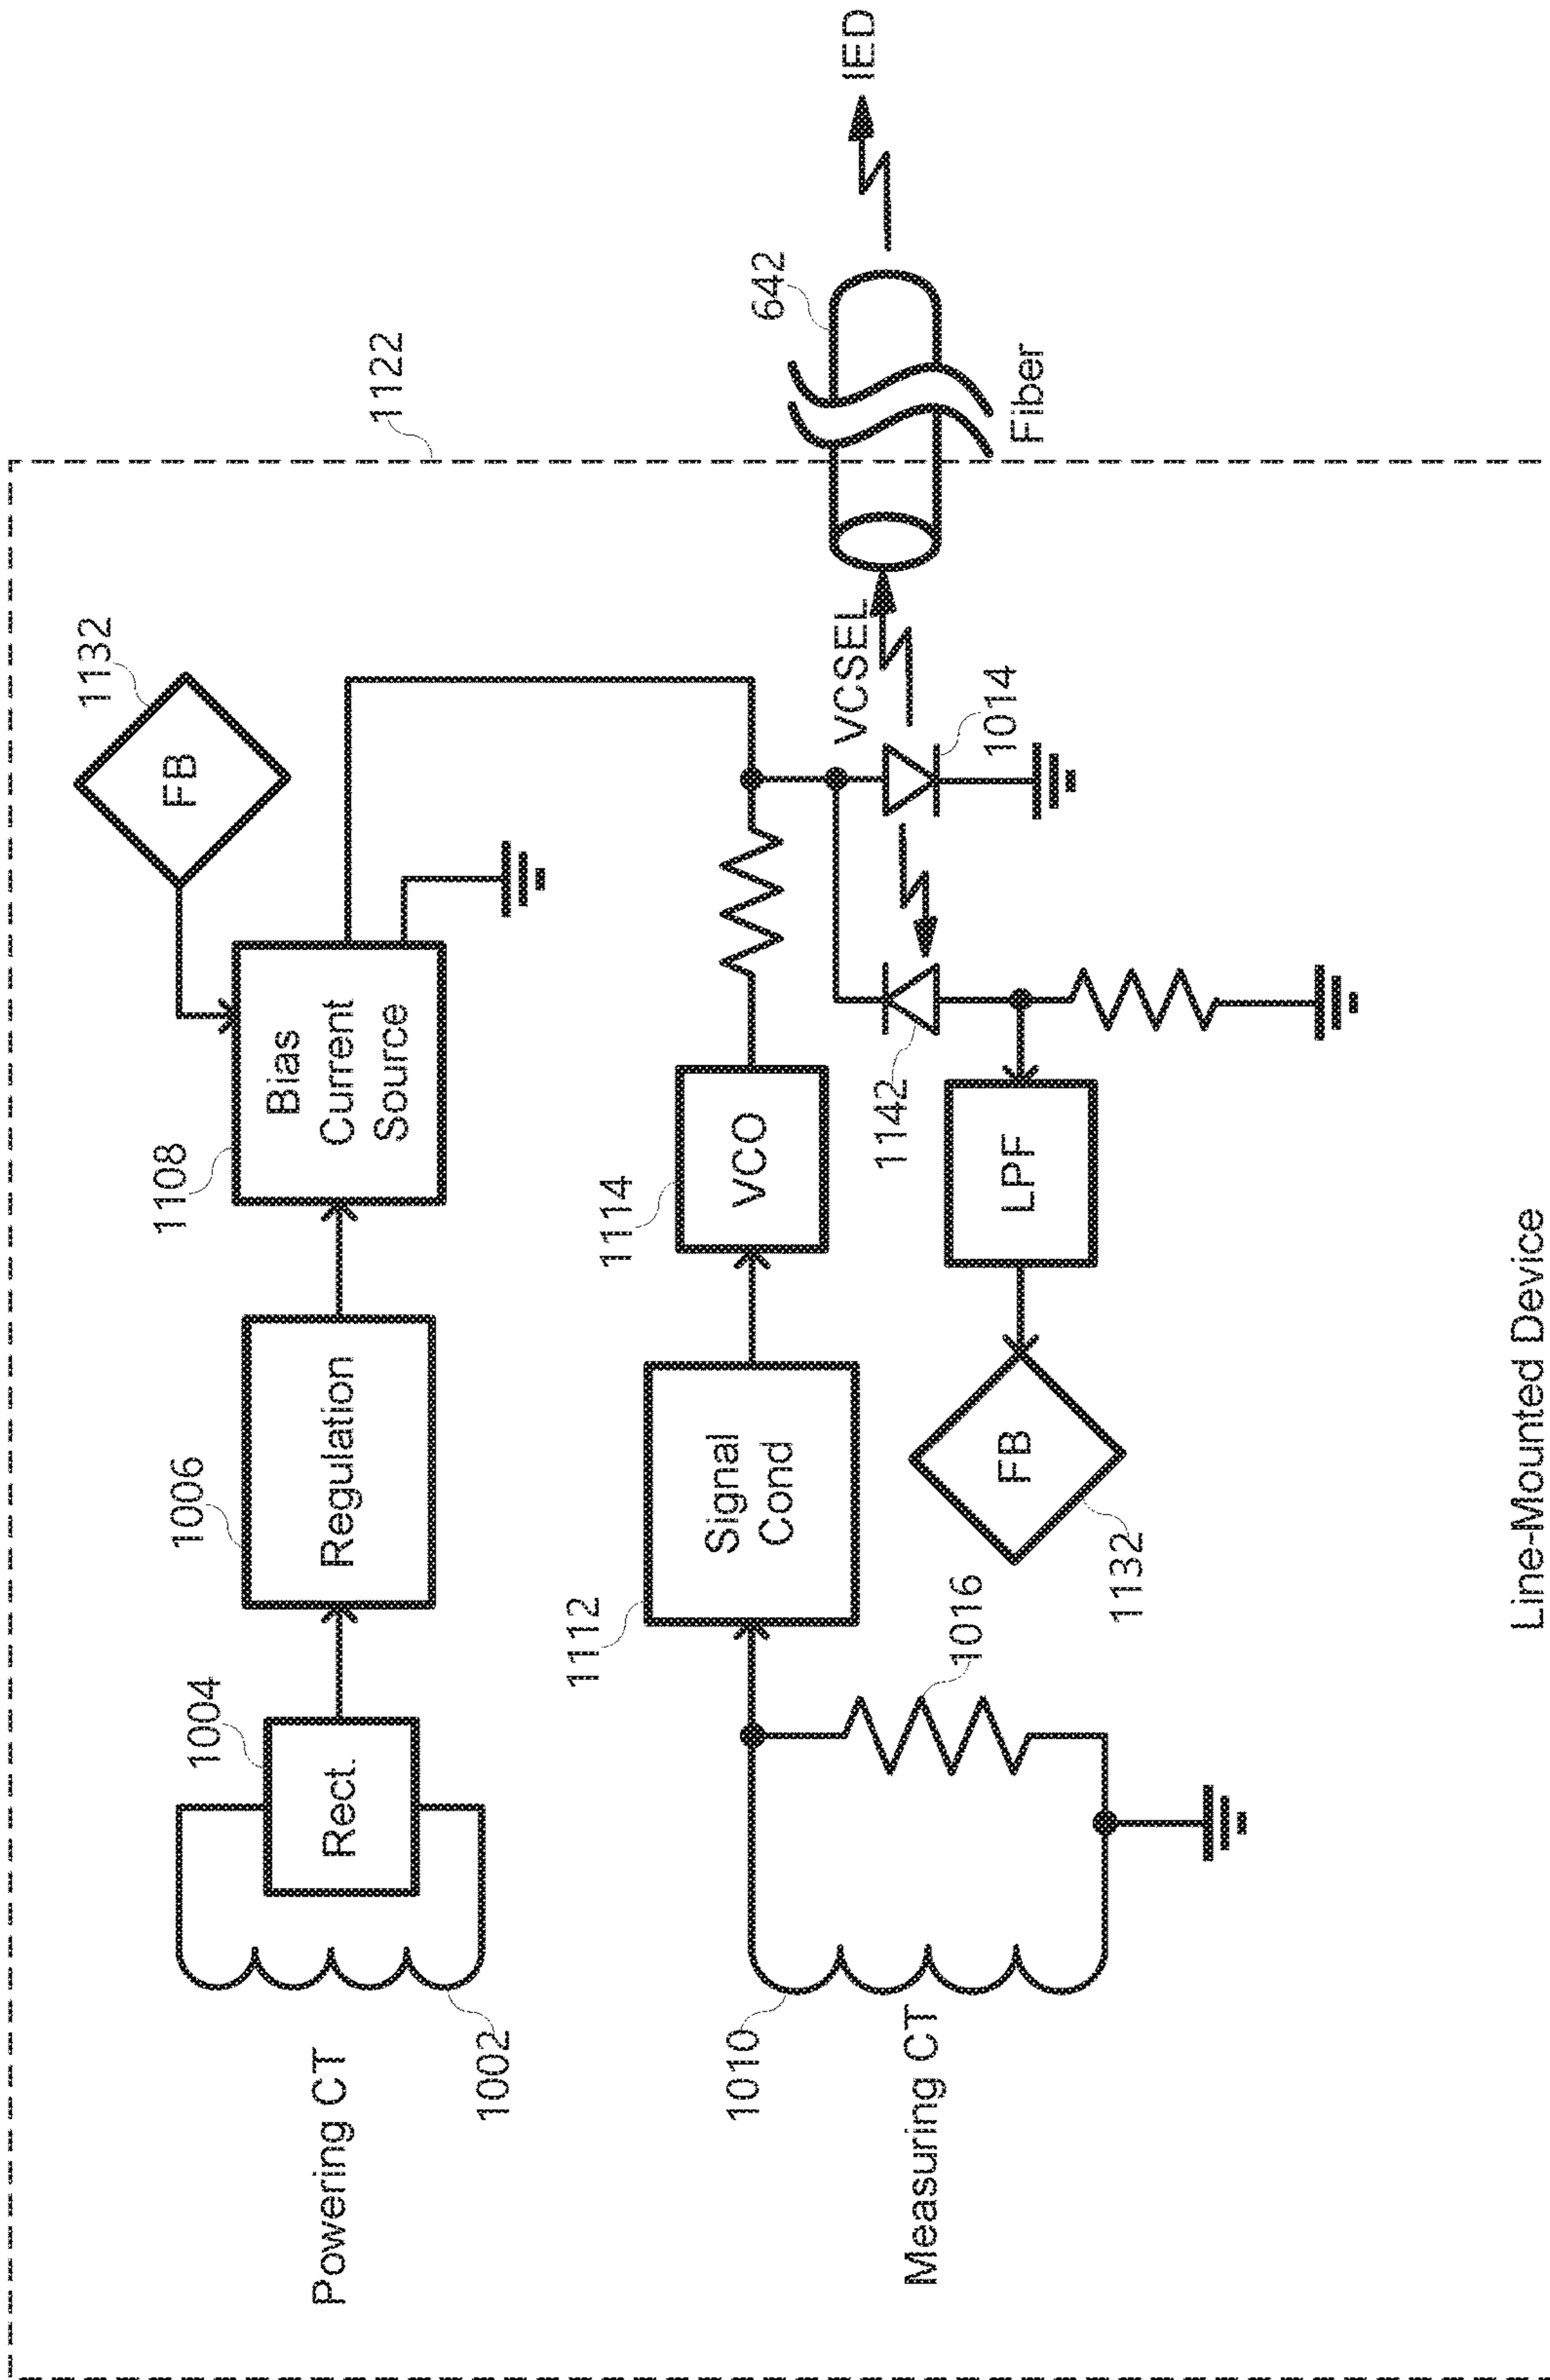 1122
Powering CT
1002
1004
Rect.
1006
Regulation
1108
Bias
Current
Source
1132
FB
Measuring CT
1010
1016
1112
Signal
Cond
1114
VCO
VCSEL
1014
1142
LPF
FB
1132
642
Fiber
IED
Line-Mounted Device